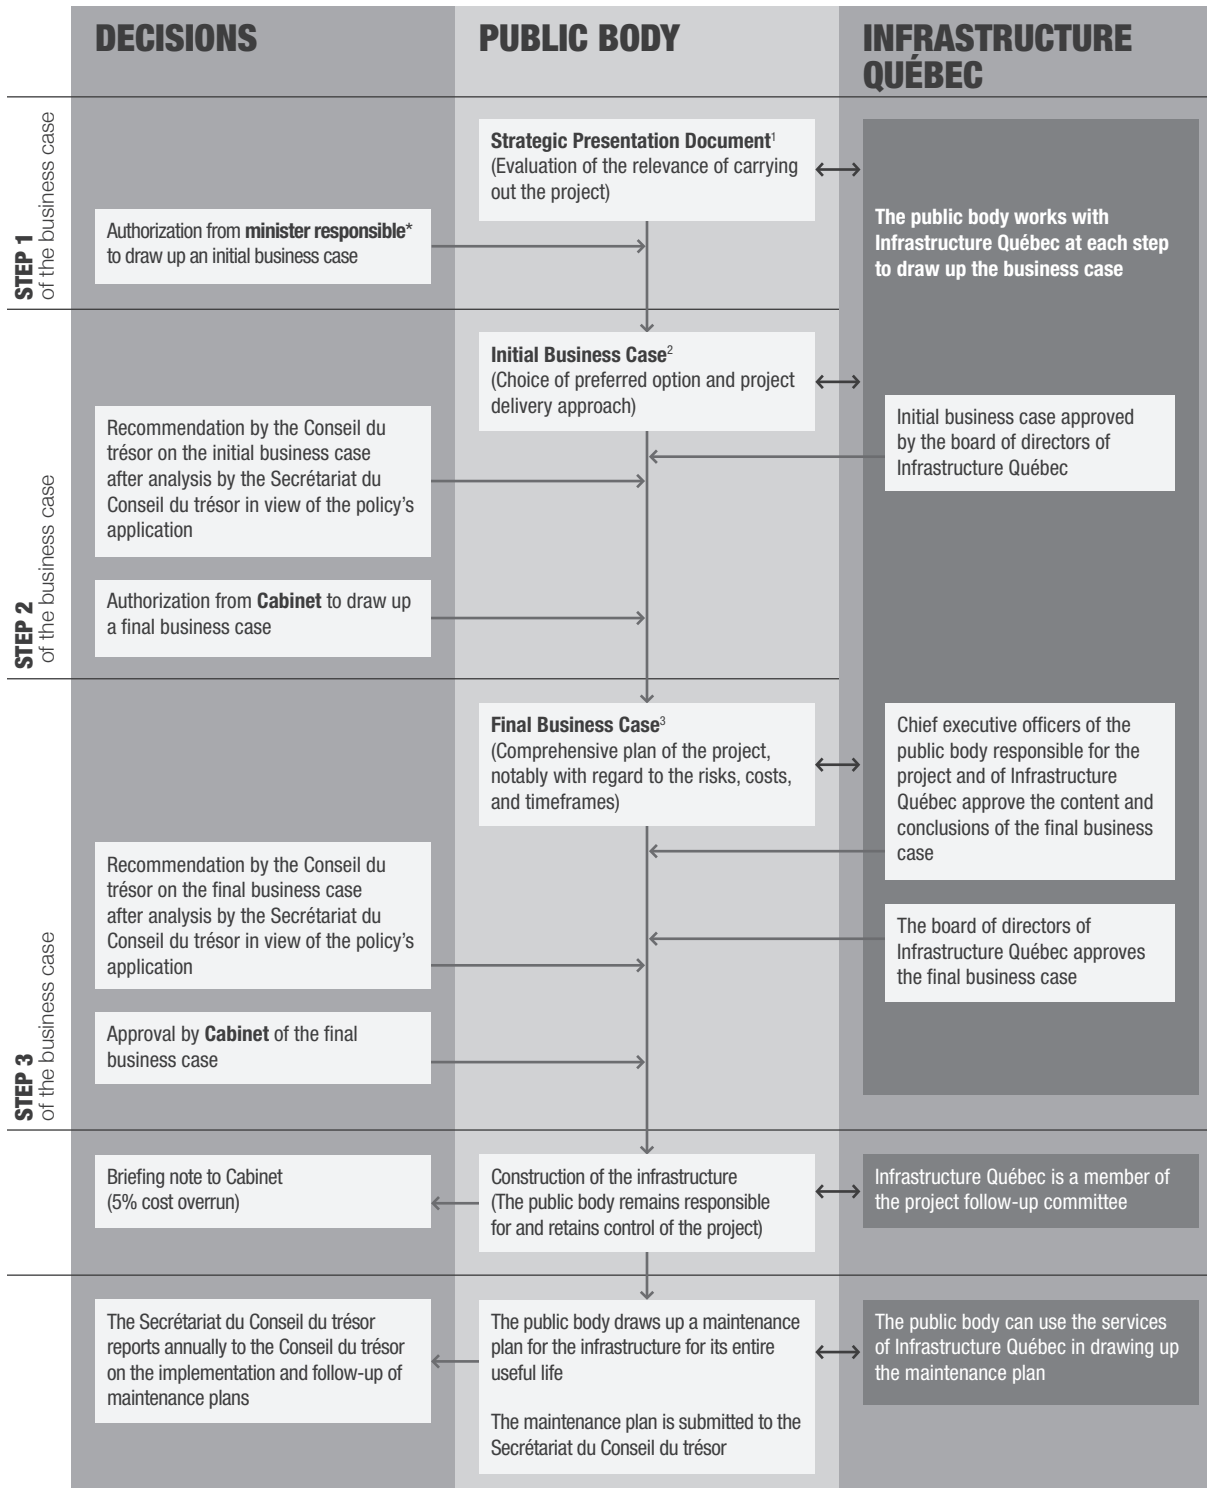 DECISIONS
PUBLIC BODY
INFRASTRUCTURE
QUÉBEC
STEP 1
of the business case
Strategic Presentation Document1
(Evaluation of the relevance of carrying
out the project)
Authorization from minister responsible*
to draw up an initial business case
The public body works with
Infrastructure Québec at each step
to draw up the business case
STEP 2
of the business case
Initial Business Case2
(Choice of preferred option and project
delivery approach)
Initial business case approved
by the board of directors of
Infrastructure Québec
Recommendation by the Conseil du
trésor on the initial business case
after analysis by the Secrétariat du
Conseil du trésor in view of the policy's
application
Authorization from Cabinet to draw up
a final business case
STEP 3
of the business case
Final Business Case3
(Comprehensive plan of the project,
notably with regard to the risks, costs,
and timeframes)
Chief executive officers of the
public body responsible for the
project and of Infrastructure
Québec approve the content and
conclusions of the final business
case
Recommendation by the Conseil du
trésor on the final business case
after analysis by the Secrétariat du
Conseil du trésor in view of the policy's
application
The board of directors of
Infrastructure Québec approves
the final business case
Approval by Cabinet of the final
business case
Briefing note to Cabinet
(5% cost overrun)
Construction of the infrastructure
(The public body remains responsible
for and retains control of the project)
Infrastructure Québec is a member of
the project follow-up committee
The Secrétariat du Conseil du trésor
reports annually to the Conseil du trésor
on the implementation and follow-up of
maintenance plans
The public body draws up a maintenance
plan for the infrastructure for its entire
useful life
The maintenance plan is submitted to the
Secrétariat du Conseil du trésor
The public body can use the services
of Infrastructure Québec in drawing up
the maintenance plan